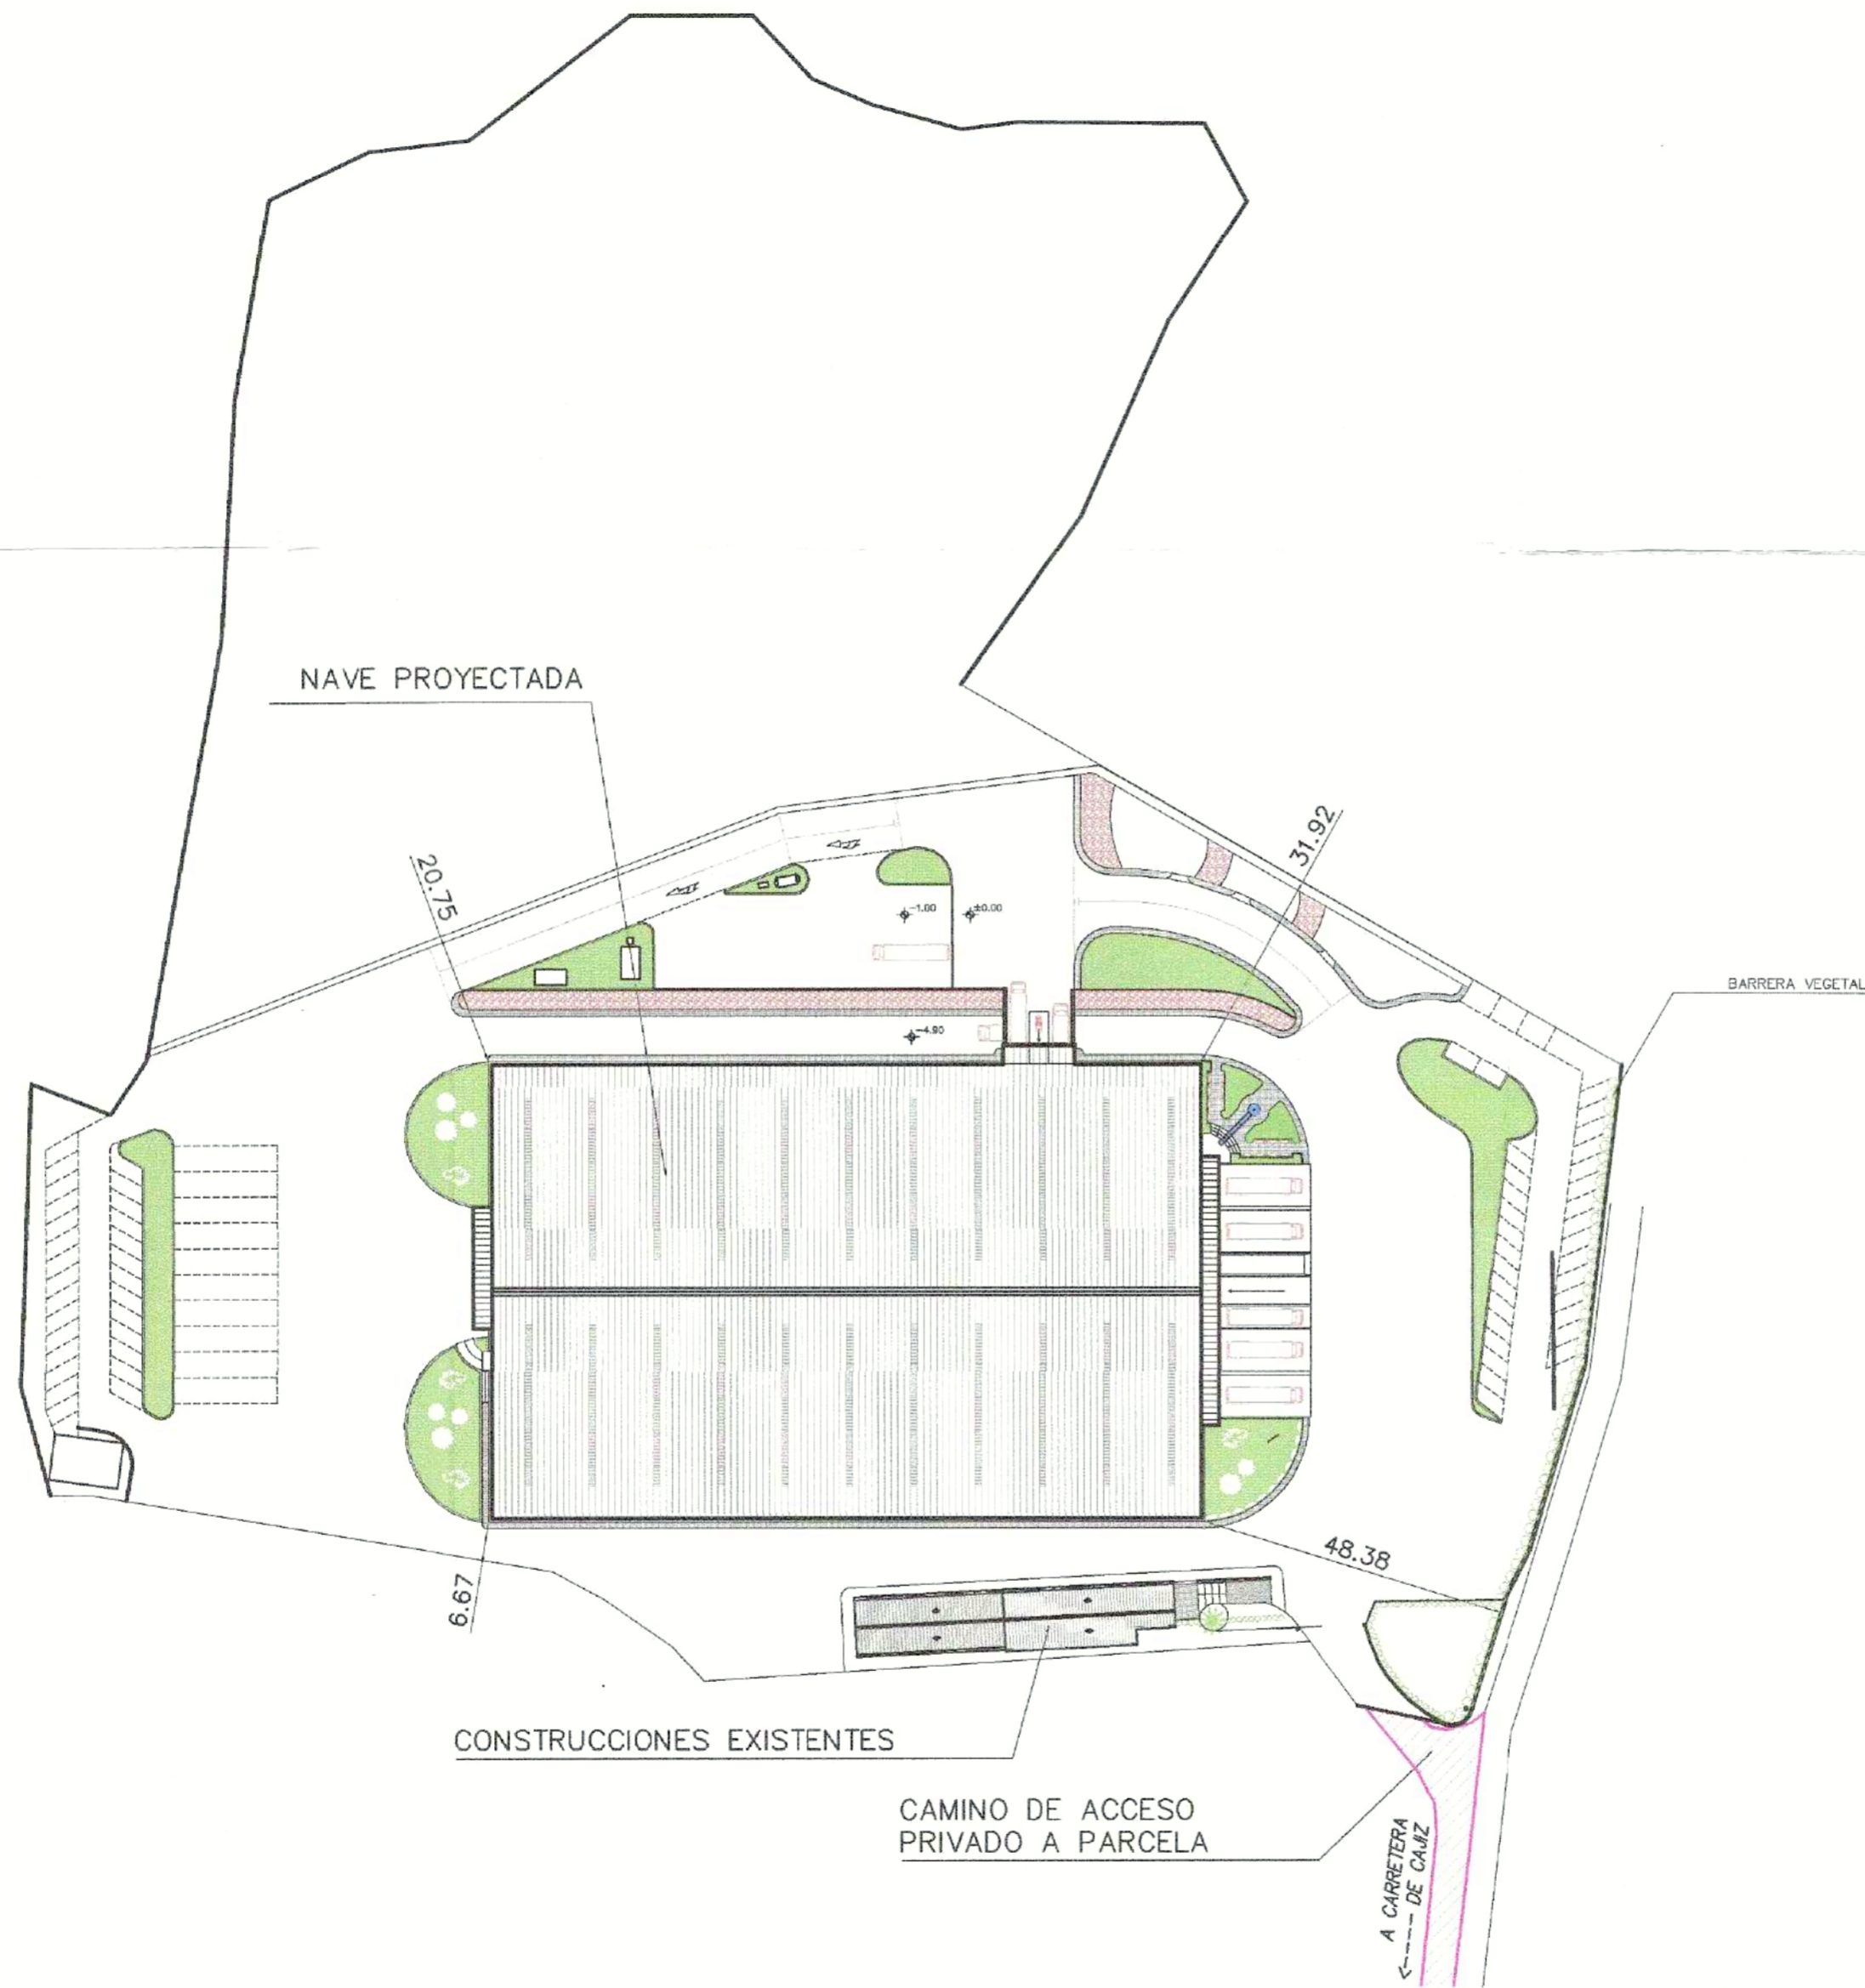 NAVE PROYECTADA
31.92
20.75
-1.00
±0.00
BARRERA VEGETAL
-4.90
48.38
6.67
CONSTRUCCIONES EXISTENTES
CAMINO DE ACCESO
PRIVADO A PARCELA
A CARRETERA
<----- DE CAJIZ